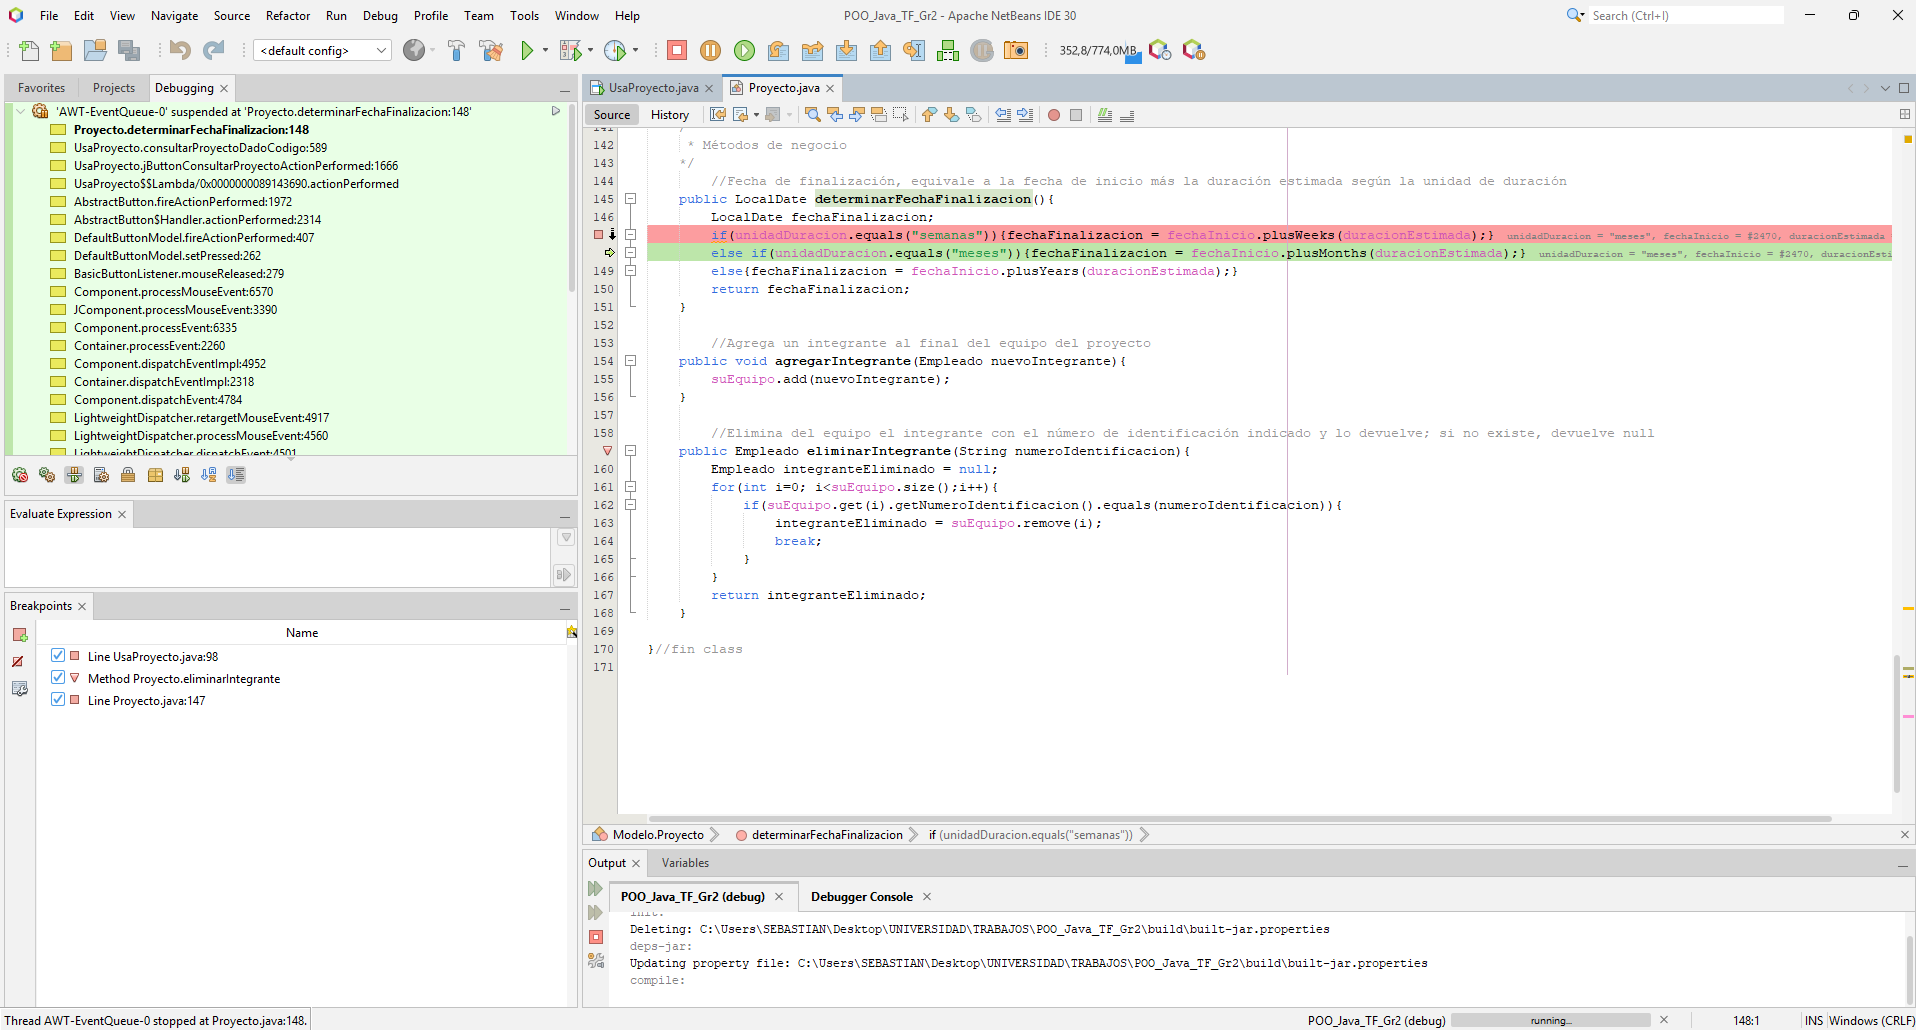 File Edit View Navigate Source Refactor Run Debug Profile Team Tools Window Help
POO_Java_TF_Gr2 - Apache NetBeans IDE 30
Search (Ctrl+I)
<default config>
352,8/774,0MB
Favorites Projects Debugging
'AWT-EventQueue-0' suspended at 'Proyecto.determinarFechaFinalizacion:148'
Proyecto.determinarFechaFinalizacion:148
UsaProyecto.consultarProyectoDadoCodigo:589
UsaProyecto.jButtonConsultarProyectoActionPerformed:1666
UsaProyecto$$Lambda/0x0000000089143690.actionPerformed
AbstractButton.fireActionPerformed:1972
AbstractButton$Handler.actionPerformed:2314
DefaultButtonModel.fireActionPerformed:407
DefaultButtonModel.setPressed:262
BasicButtonListener.mouseReleased:279
Component.processMouseEvent:6570
JComponent.processMouseEvent:3390
Component.processEvent:6335
Container.processEvent:2260
Component.dispatchEventImpl:4952
Container.dispatchEventImpl:2318
Component.dispatchEvent:4784
LightweightDispatcher.retargetMouseEvent:4917
LightweightDispatcher.processMouseEvent:4560
LightweightDispatcher.dispatchEvent:4501
Evaluate Expression
Breakpoints
Name
Line UsaProyecto.java:98
Method Proyecto.eliminarIntegrante
Line Proyecto.java:147
UsaProyecto.java Proyecto.java
Source History
141 /
142 * Métodos de negocio
143 */
144 //Fecha de finalización, equivale a la fecha de inicio más la duración estimada según la unidad de duración
145 public LocalDate determinarFechaFinalizacion(){
146 LocalDate fechaFinalizacion;
if(unidadDuracion.equals("semanas")){fechaFinalizacion = fechaInicio.plusWeeks(duracionEstimada);} unidadDuracion = "meses", fechaInicio = #2470, duracionEstimada
else if(unidadDuracion.equals("meses")){fechaFinalizacion = fechaInicio.plusMonths(duracionEstimada);} unidadDuracion = "meses", fechaInicio = #2470, duracionEsti
149 else{fechaFinalizacion = fechaInicio.plusYears(duracionEstimada);}
150 return fechaFinalizacion;
151 }
152
153 //Agrega un integrante al final del equipo del proyecto
154 public void agregarIntegrante(Empleado nuevoIntegrante){
155 suEquipo.add(nuevoIntegrante);
156 }
157
158 //Elimina del equipo el integrante con el número de identificación indicado y lo devuelve; si no existe, devuelve null
public Empleado eliminarIntegrante(String numeroIdentificacion){
160 Empleado integranteEliminado = null;
161 for(int i=0; i<suEquipo.size();i++){
162 if(suEquipo.get(i).getNumeroIdentificacion().equals(numeroIdentificacion)){
163 integranteEliminado = suEquipo.remove(i);
164 break;
165 }
166 }
167 return integranteEliminado;
168 }
169
170 }//fin class
171
Modelo.Proyecto determinarFechaFinalizacion if (unidadDuracion.equals("semanas"))
Output Variables
POO_Java_TF_Gr2 (debug) Debugger Console
init:
Deleting: C:\Users\SEBASTIAN\Desktop\UNIVERSIDAD\TRABAJOS\POO_Java_TF_Gr2\build\built-jar.properties
deps-jar:
Updating property file: C:\Users\SEBASTIAN\Desktop\UNIVERSIDAD\TRABAJOS\POO_Java_TF_Gr2\build\built-jar.properties
compile:
Thread AWT-EventQueue-0 stopped at Proyecto.java:148.
POO_Java_TF_Gr2 (debug) running... 148:1 INS Windows (CRLF)